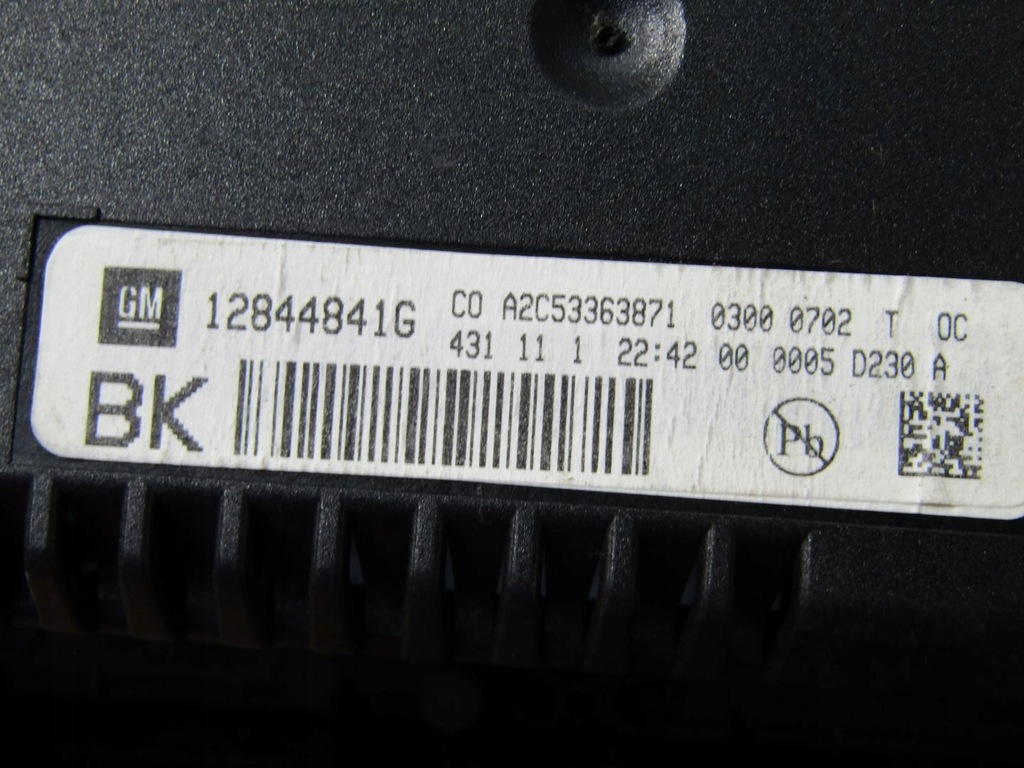 GM 12844841G CO A2C53363871 0300 0702 T OC
431 11 1 22:42 00 0005 D230 A
BK Pb